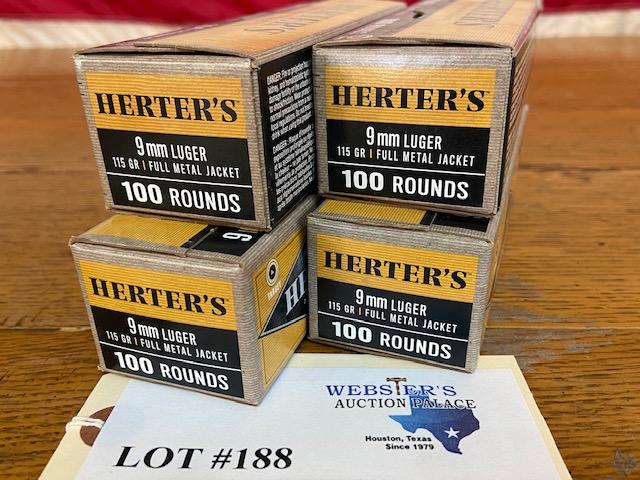 HERTER'S
9mm LUGER
115 GR | FULL METAL JACKET
100 ROUNDS
HERTER'S
9mm LUGER
115 GR | FULL METAL JACKET
100 ROUNDS
HERTER'S
9mm LUGER
115 GR | FULL METAL JACKET
100 ROUNDS
TARGET
HERTER'S
9mm LUGER
115 GR | FULL METAL JACKET
100 ROUNDS
WEBSTER'S
AUCTION PALACE
Houston, Texas
Since 1979
LOT #188